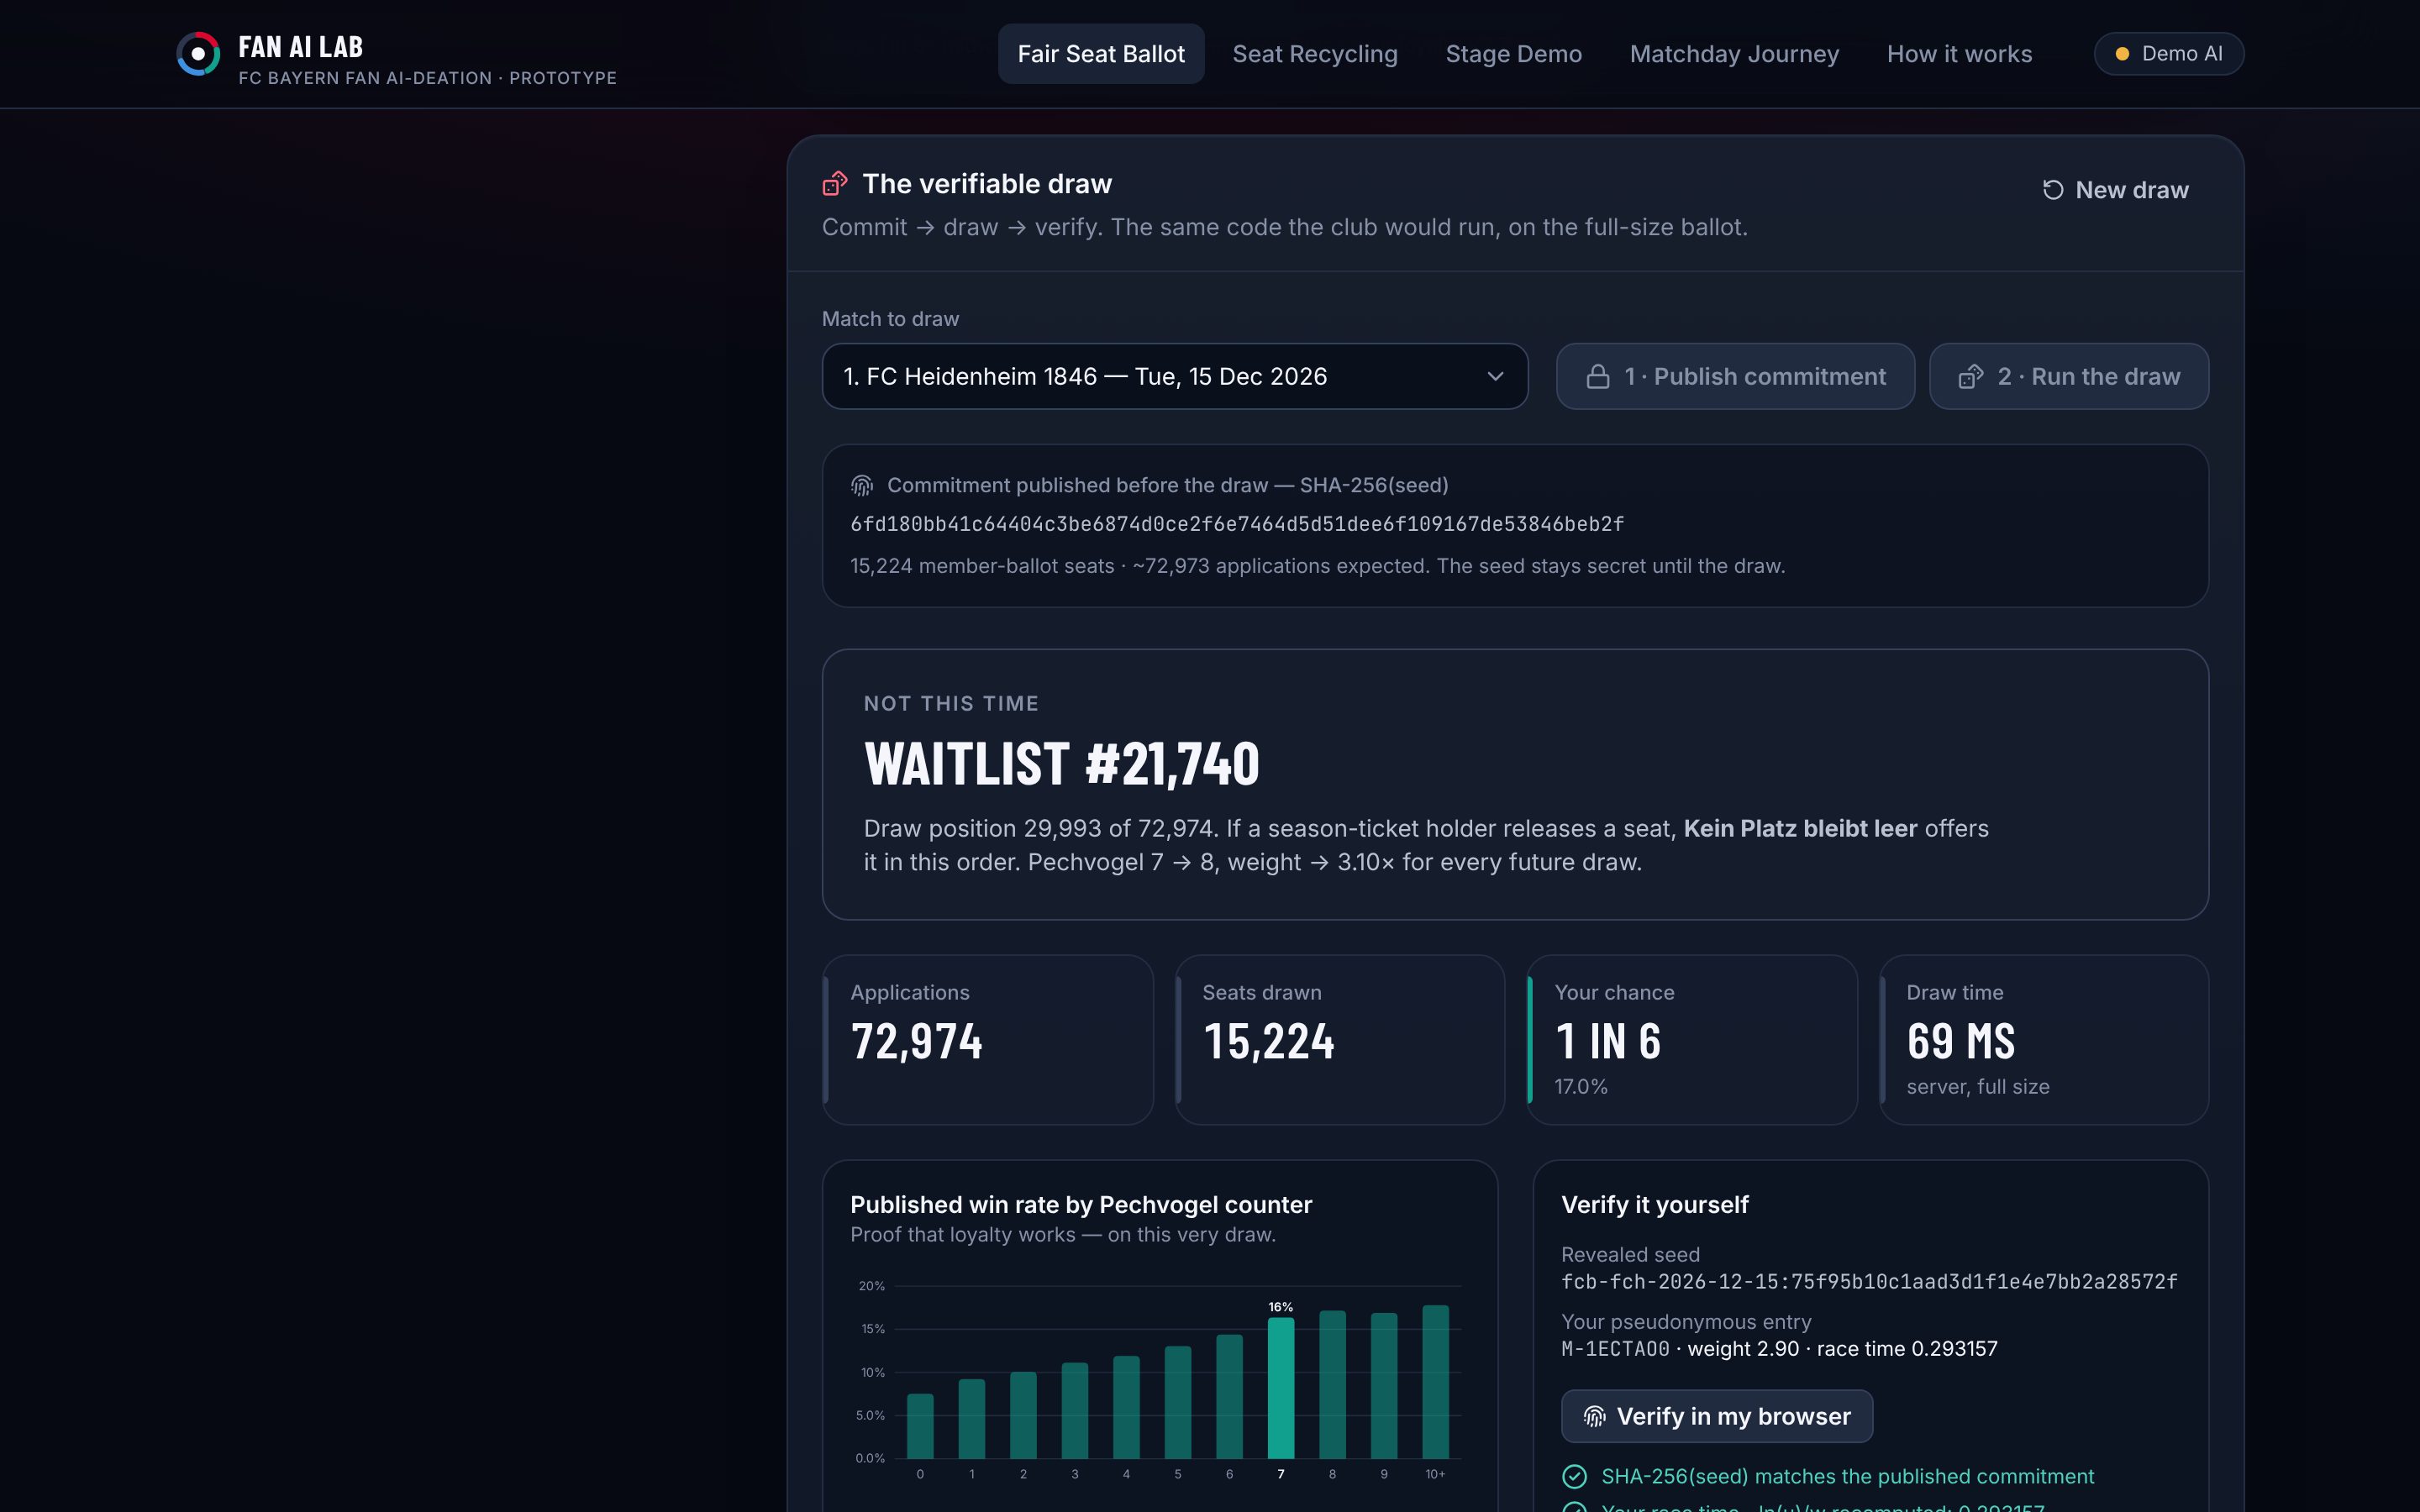 FAN AI LAB
FC BAYERN FAN AI-DEATION · PROTOTYPE
Fair Seat Ballot
Seat Recycling
Stage Demo
Matchday Journey
How it works
Demo AI
The verifiable draw
New draw
Commit → draw → verify. The same code the club would run, on the full-size ballot.
Match to draw
1. FC Heidenheim 1846 — Tue, 15 Dec 2026
1 · Publish commitment
2 · Run the draw
Commitment published before the draw — SHA-256(seed)
6fd180bb41c64404c3be6874d0ce2f6e7464d5d51dee6f109167de53846beb2f
15,224 member-ballot seats · ~72,973 applications expected. The seed stays secret until the draw.
NOT THIS TIME
WAITLIST #21,740
Draw position 29,993 of 72,974. If a season-ticket holder releases a seat, Kein Platz bleibt leer offers
it in this order. Pechvogel 7 → 8, weight → 3.10× for every future draw.
Applications
72,974
Seats drawn
15,224
Your chance
1 IN 6
17.0%
Draw time
69 MS
server, full size
Published win rate by Pechvogel counter
Proof that loyalty works — on this very draw.
20%
15%
10%
5.0%
0.0%
16%
0 1 2 3 4 5 6 7 8 9 10+
Verify it yourself
Revealed seed
fcb-fch-2026-12-15:75f95b10c1aad3d1f1e4e7bb2a28572f
Your pseudonymous entry
M-1ECTAO0 · weight 2.90 · race time 0.293157
Verify in my browser
SHA-256(seed) matches the published commitment